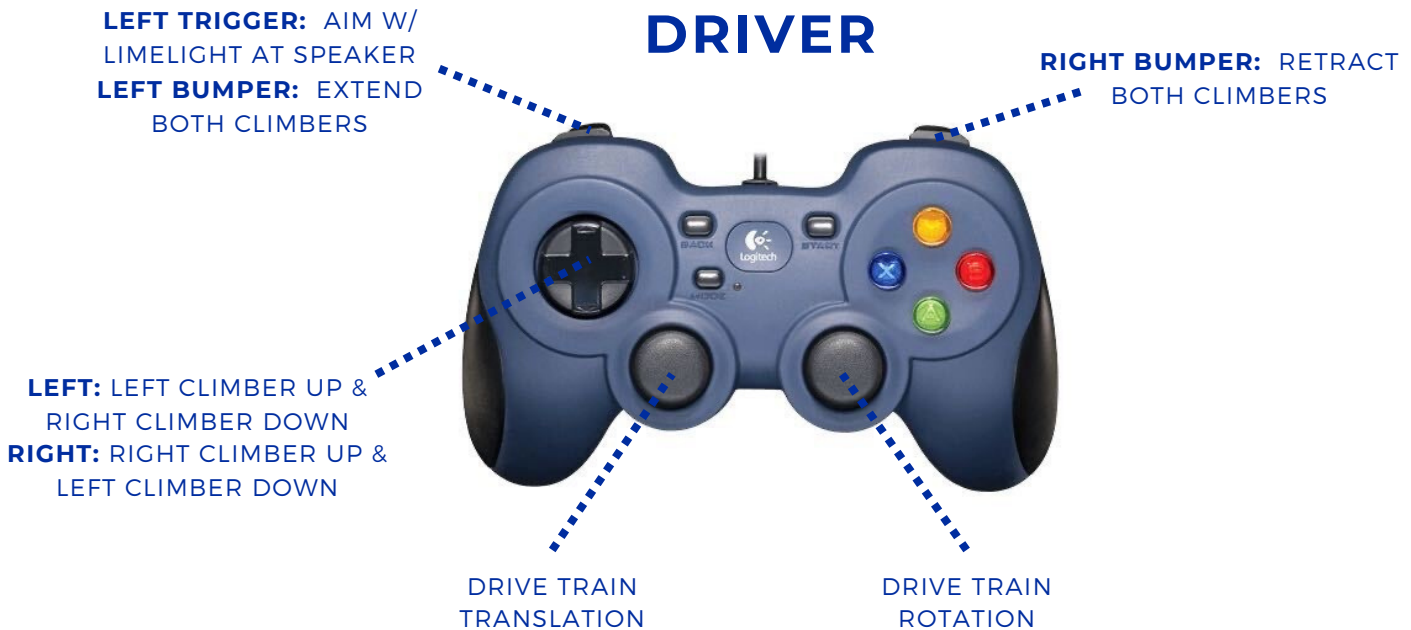 DRIVER
LEFT TRIGGER: AIM W/
LIMELIGHT AT SPEAKER
LEFT BUMPER: EXTEND
BOTH CLIMBERS
RIGHT BUMPER: RETRACT
BOTH CLIMBERS
BACK
START
Logitech
MODE
X
B
A
LEFT: LEFT CLIMBER UP &
RIGHT CLIMBER DOWN
RIGHT: RIGHT CLIMBER UP &
LEFT CLIMBER DOWN
DRIVE TRAIN
TRANSLATION
DRIVE TRAIN
ROTATION